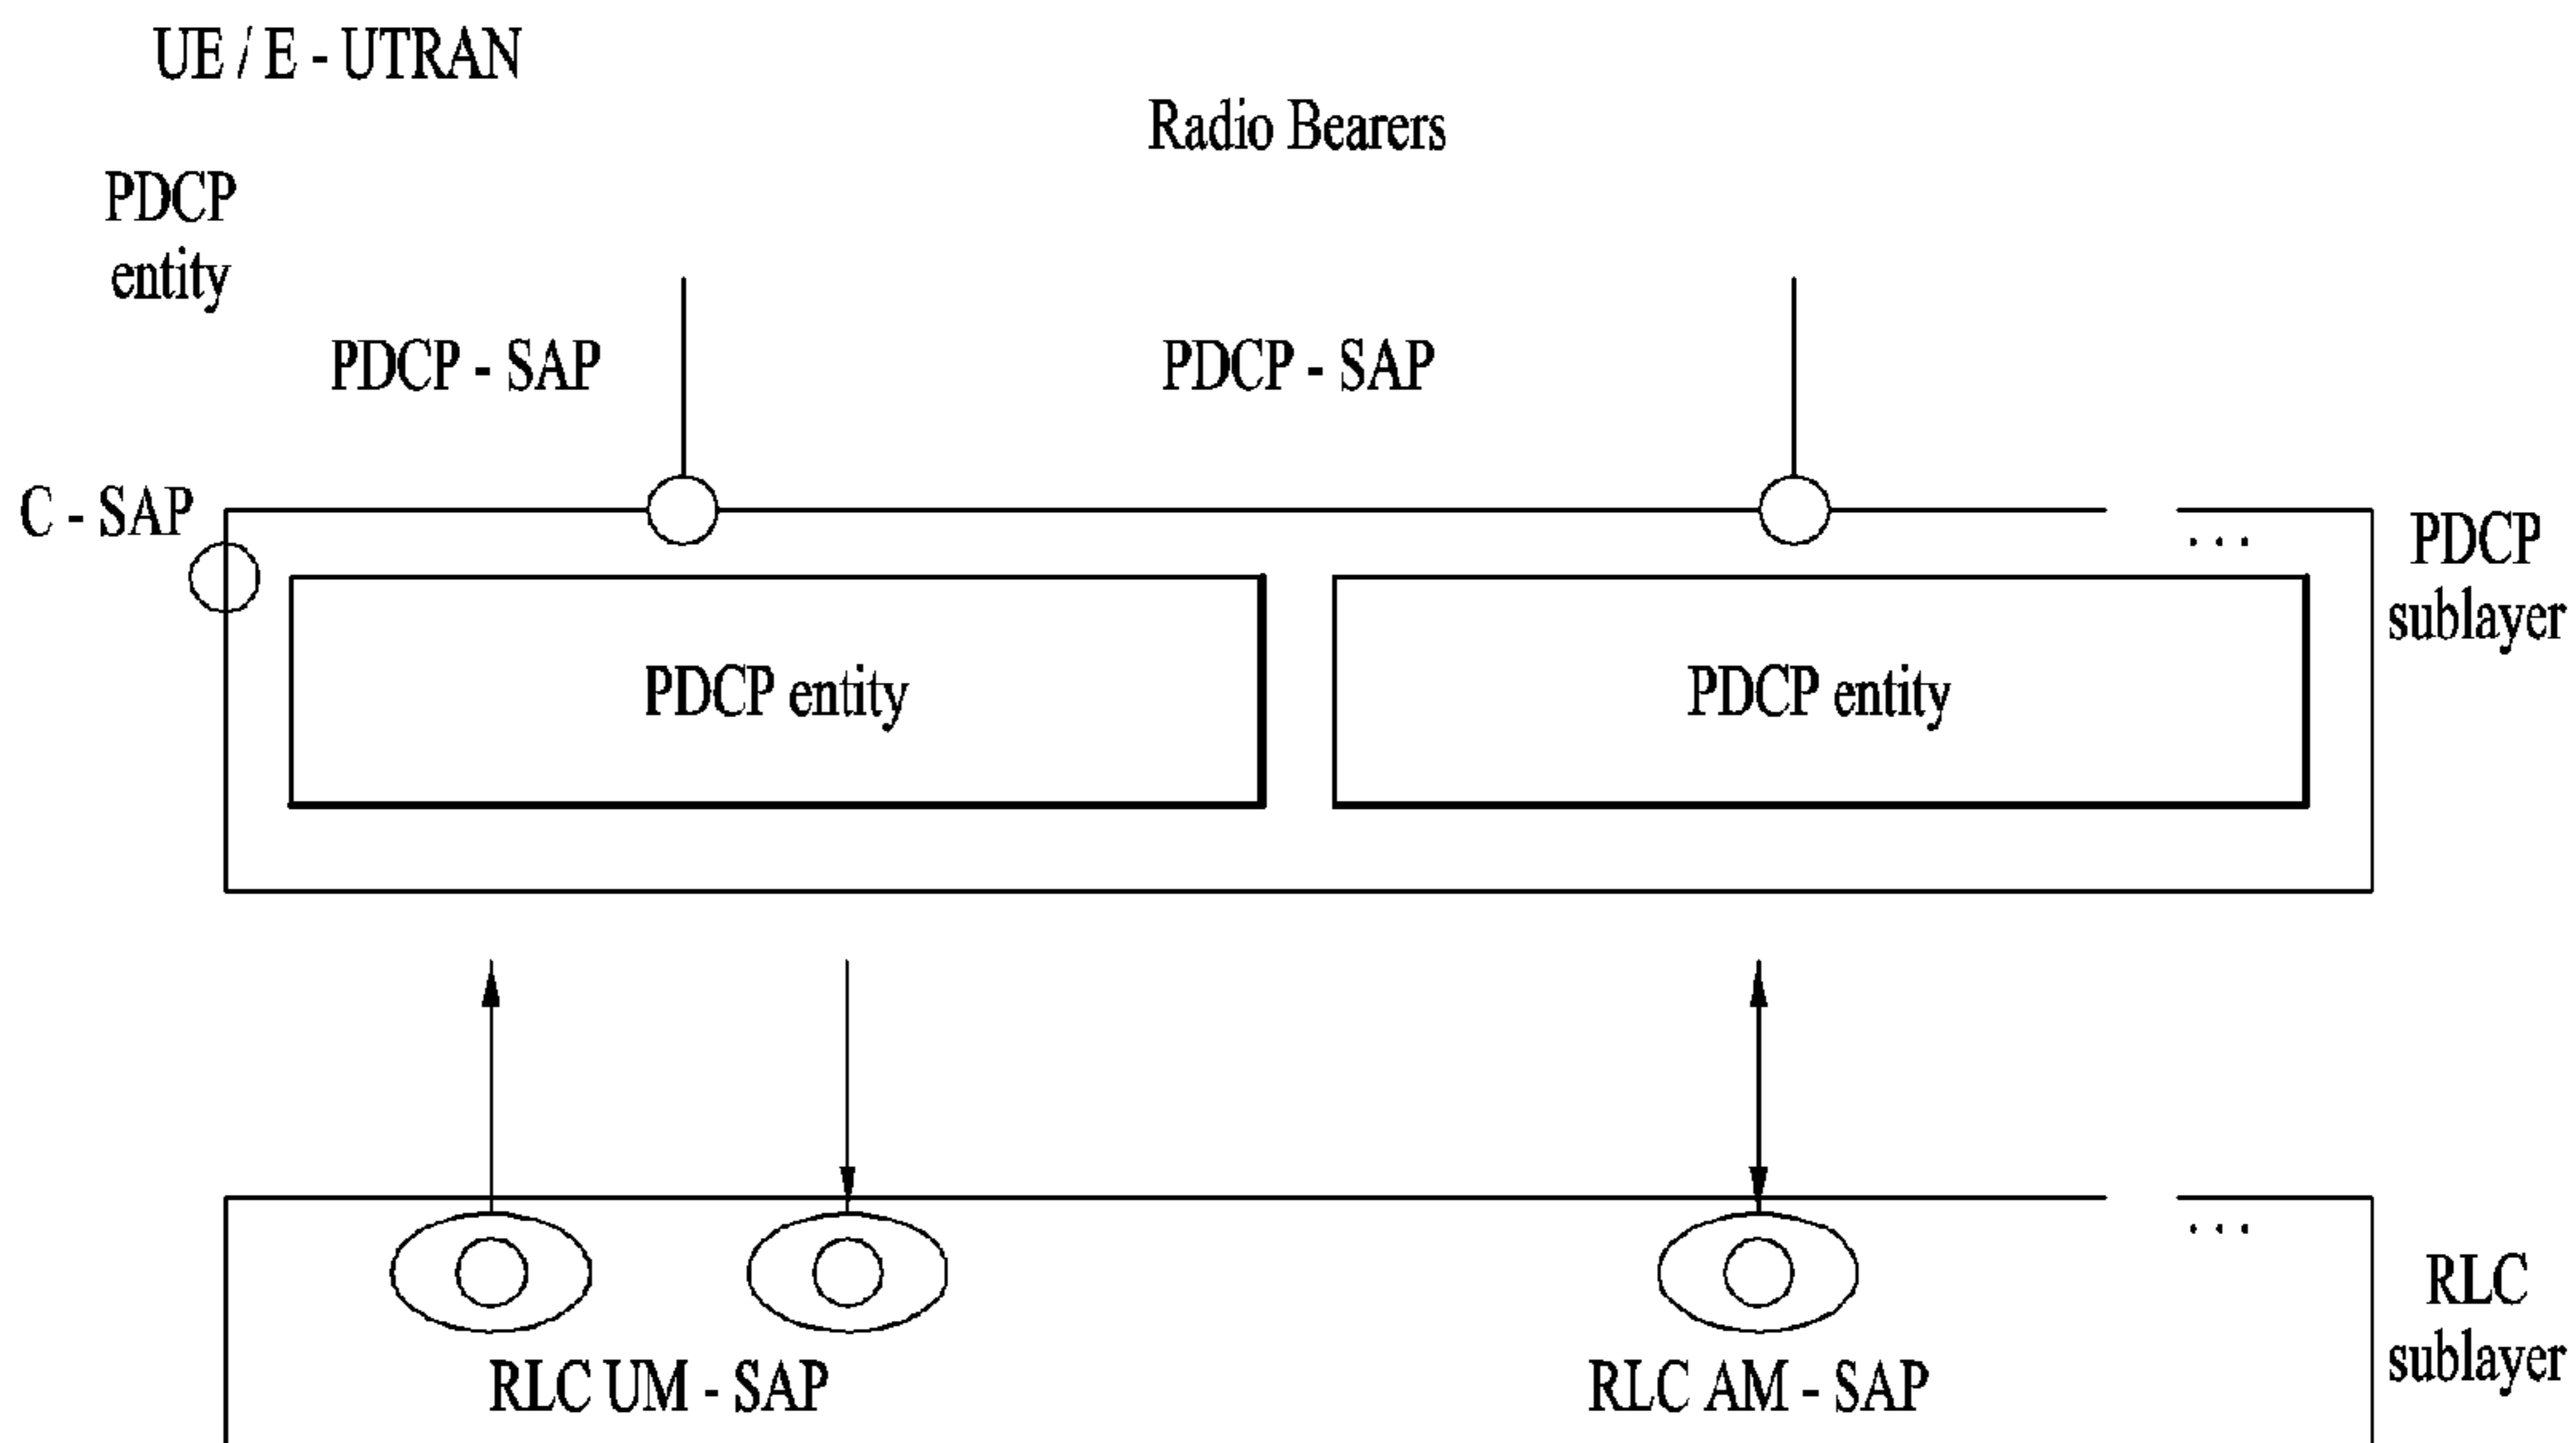 UE / E - UTRAN
Radio Bearers
PDCP
entity
PDCP - SAP
PDCP - SAP
C - SAP
...
PDCP
sublayer
PDCP entity
PDCP entity
...
RLC
sublayer
RLC UM - SAP
RLC AM - SAP